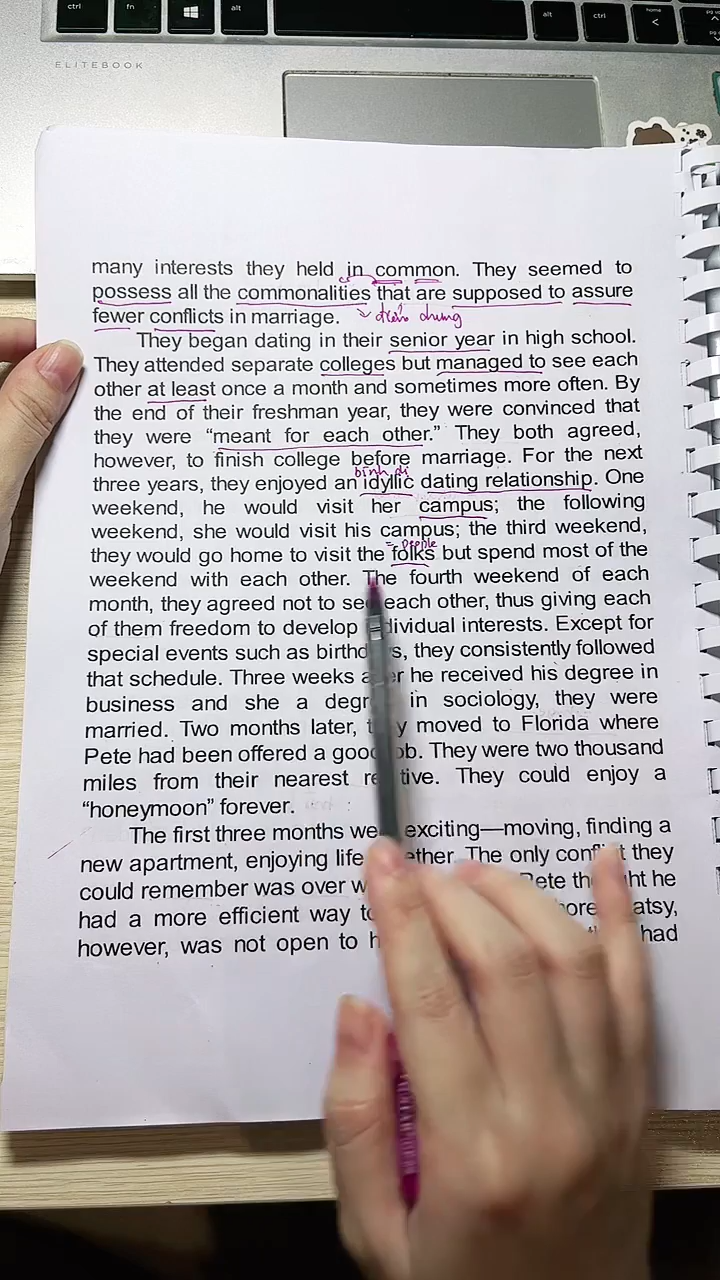 ctrl fn alt alt ctrl home < pg up pg
ELITEBOOK
many interests they held in common. They seemed to
possess all the commonalities that are supposed to assure
fewer conflicts in marriage.
They began dating in their senior year in high school.
They attended separate colleges but managed to see each
other at least once a month and sometimes more often. By
the end of their freshman year, they were convinced that
they were “meant for each other.” They both agreed,
however, to finish college before marriage. For the next
bình dị
three years, they enjoyed an idyllic dating relationship. One
weekend, he would visit her campus; the following
weekend, she would visit his campus; the third weekend,
= people
they would go home to visit the folks but spend most of the
weekend with each other. The fourth weekend of each
month, they agreed not to see each other, thus giving each
of them freedom to develop dividual interests. Except for
special events such as birthd s, they consistently followed
that schedule. Three weeks a er he received his degree in
business and she a degr in sociology, they were
married. Two months later, t y moved to Florida where
Pete had been offered a good ob. They were two thousand
miles from their nearest re tive. They could enjoy a
“honeymoon” forever.
The first three months we exciting—moving, finding a
new apartment, enjoying life ether. The only conf t they
could remember was over w Pete th ht he
had a more efficient way to atsy,
however, was not open to h had